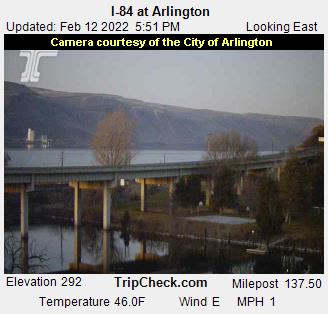 I-84 at Arlington
Updated: Feb 12 2022 5:51 PM Looking East
Camera courtesy of the City of Arlington
Elevation 292 TripCheck.com Milepost 137.50
Temperature 46.0F Wind E MPH 1